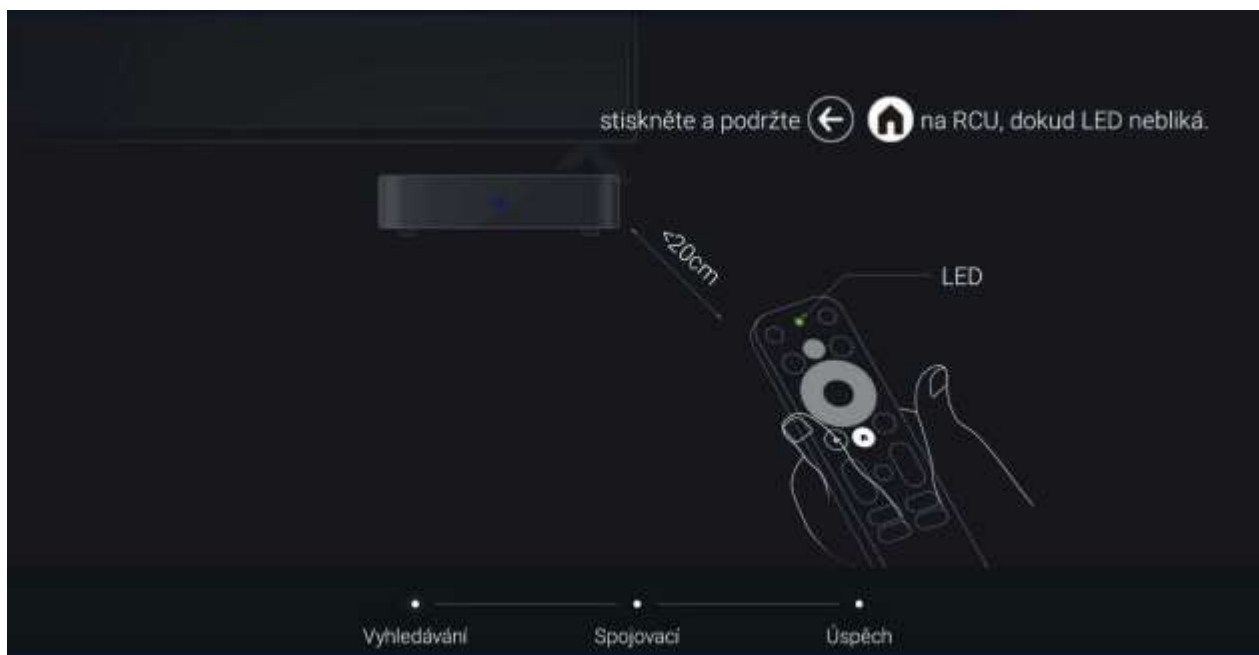 stiskněte a podržte na RCU, dokud LED nebliká.
<20cm
LED
Vyhledávání Spojovací Úspěch